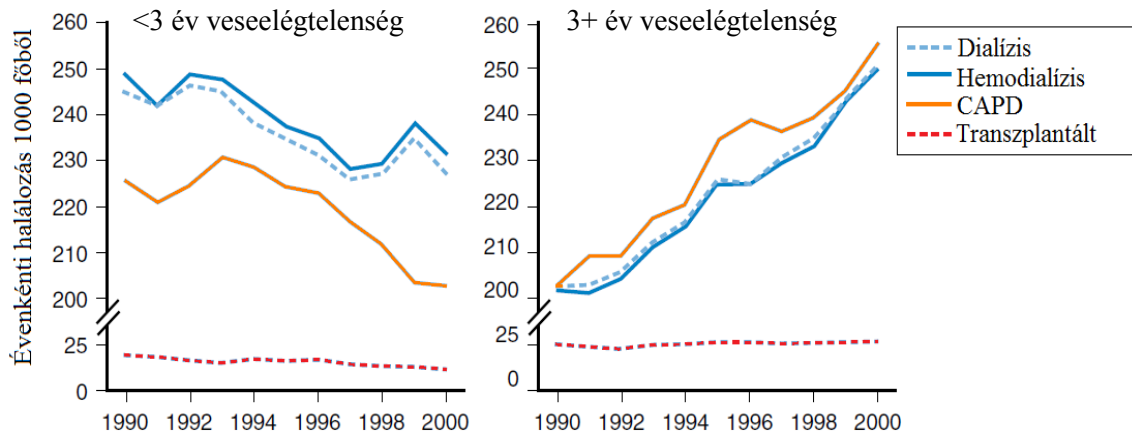 <3 év veseelégtelenség
3+ év veseelégtelenség
Évenkénti halálozás 1000 főből
260
250
240
230
220
210
200
25
0
1990 1992 1994 1996 1998 2000
260
250
240
230
220
210
200
25
0
1990 1992 1994 1996 1998 2000
Dialízis
Hemodialízis
CAPD
Transzplantált